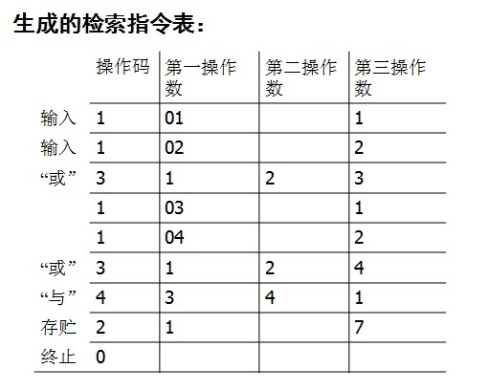 生成的检索指令表：
操作码 第一操作数 第二操作数 第三操作数
输入 1 01 1
输入 1 02 2
“或” 3 1 2 3
1 03 1
1 04 2
“或” 3 1 2 4
“与” 4 3 4 1
存贮 2 1 7
终止 0